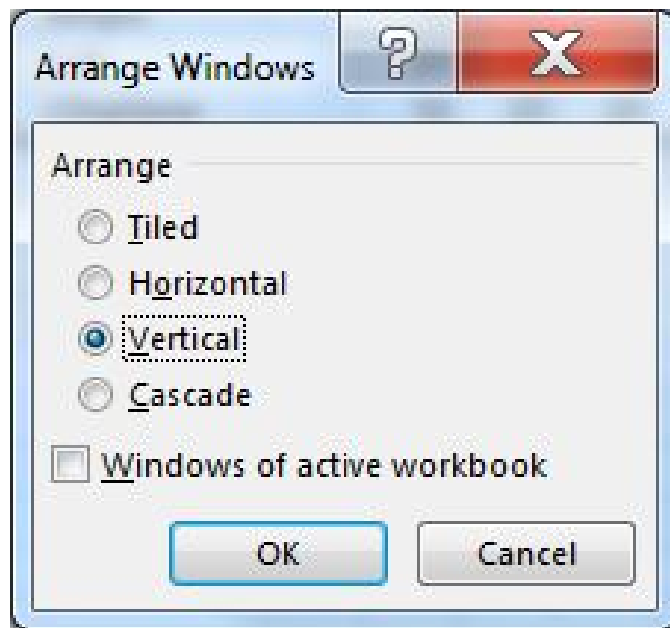 Arrange Windows
Arrange
Tiled
Horizontal
Vertical
Cascade
Windows of active workbook
OK Cancel